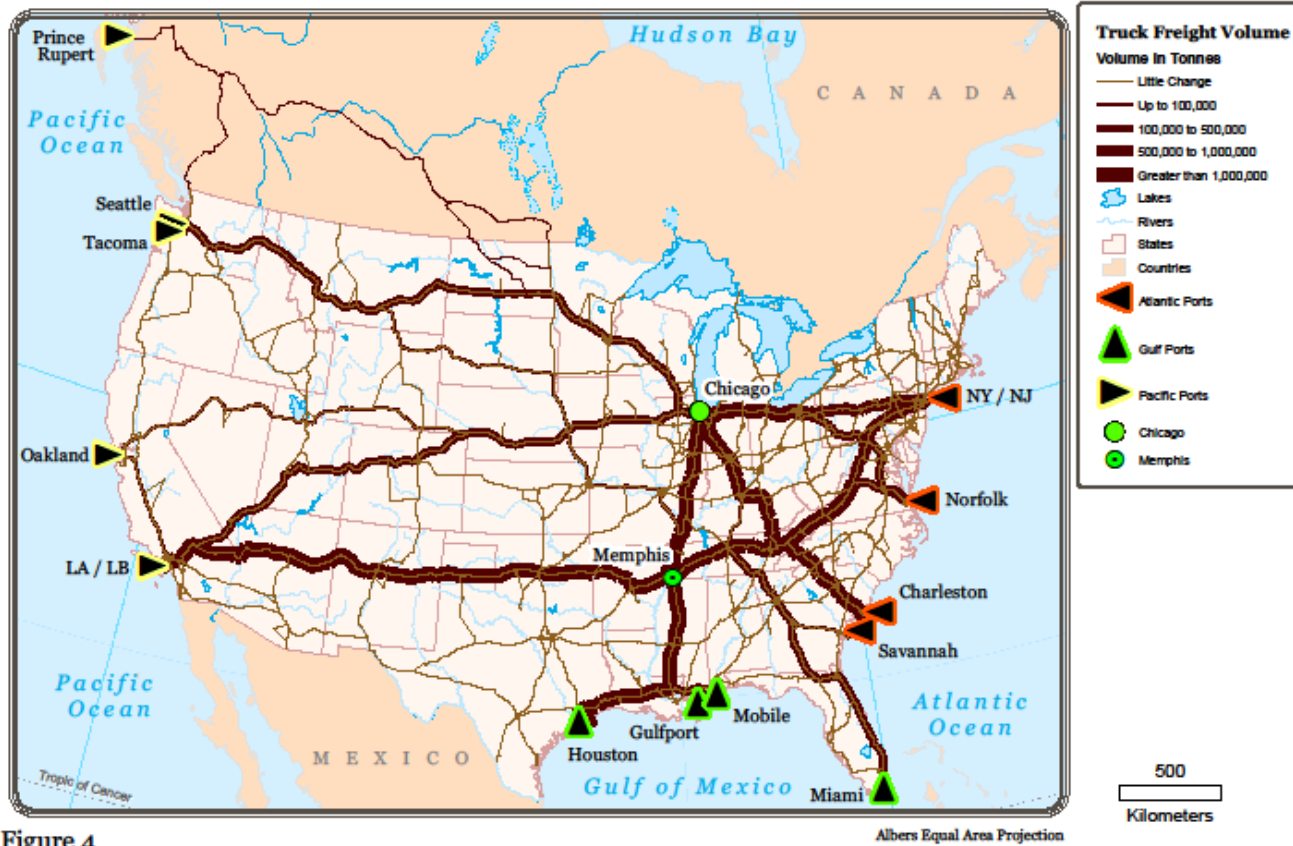 Prince
Rupert
Hudson Bay
CANADA
Pacific
Ocean
Seattle
Tacoma
Chicago
NY / NJ
Oakland
Norfolk
Memphis
LA / LB
Charleston
Savannah
Pacific
Ocean
Atlantic
Ocean
Mobile
Gulfport
Houston
MEXICO
Gulf of Mexico
Miami
Tropic of Cancer
Truck Freight Volume
Volume In Tonnes
Little Change
Up to 100,000
100,000 to 500,000
500,000 to 1,000,000
Greater than 1,000,000
Lakes
Rivers
States
Countries
Atlantic Ports
Gulf Ports
Pacific Ports
Chicago
Memphis
500
Kilometers
Albers Equal Area Projection
Figure 4